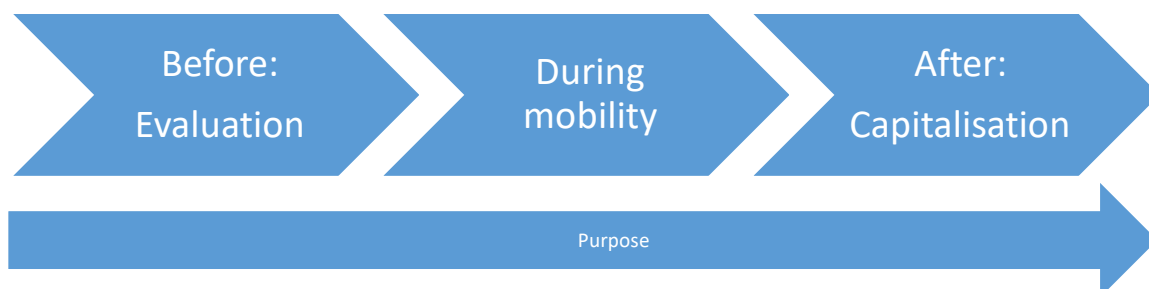 Before:
Evaluation
During
mobility
After:
Capitalisation
Purpose